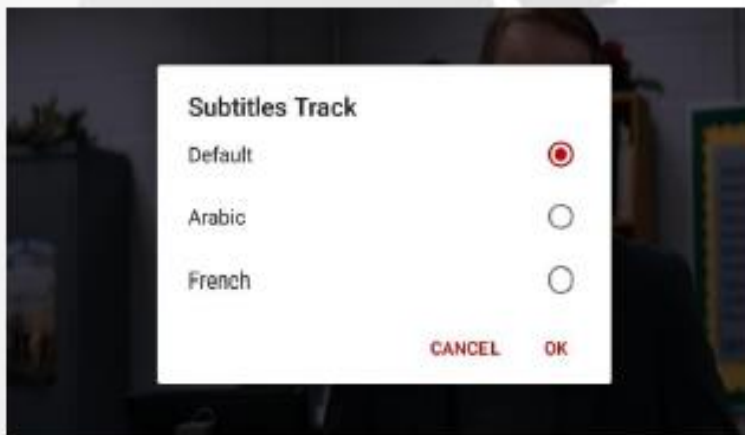 Subtitles Track
Default
Arabic
French
CANCEL OK